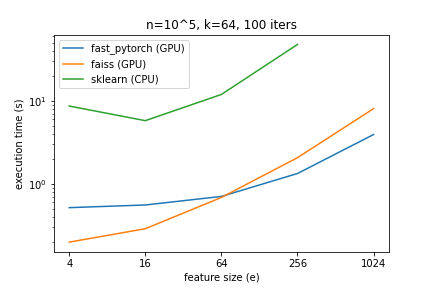 n=10^5, k=64, 100 iters
fast_pytorch (GPU)
faiss (GPU)
sklearn (CPU)
execution time (s)
10¹
10⁰
4 16 64 256 1024
feature size (e)